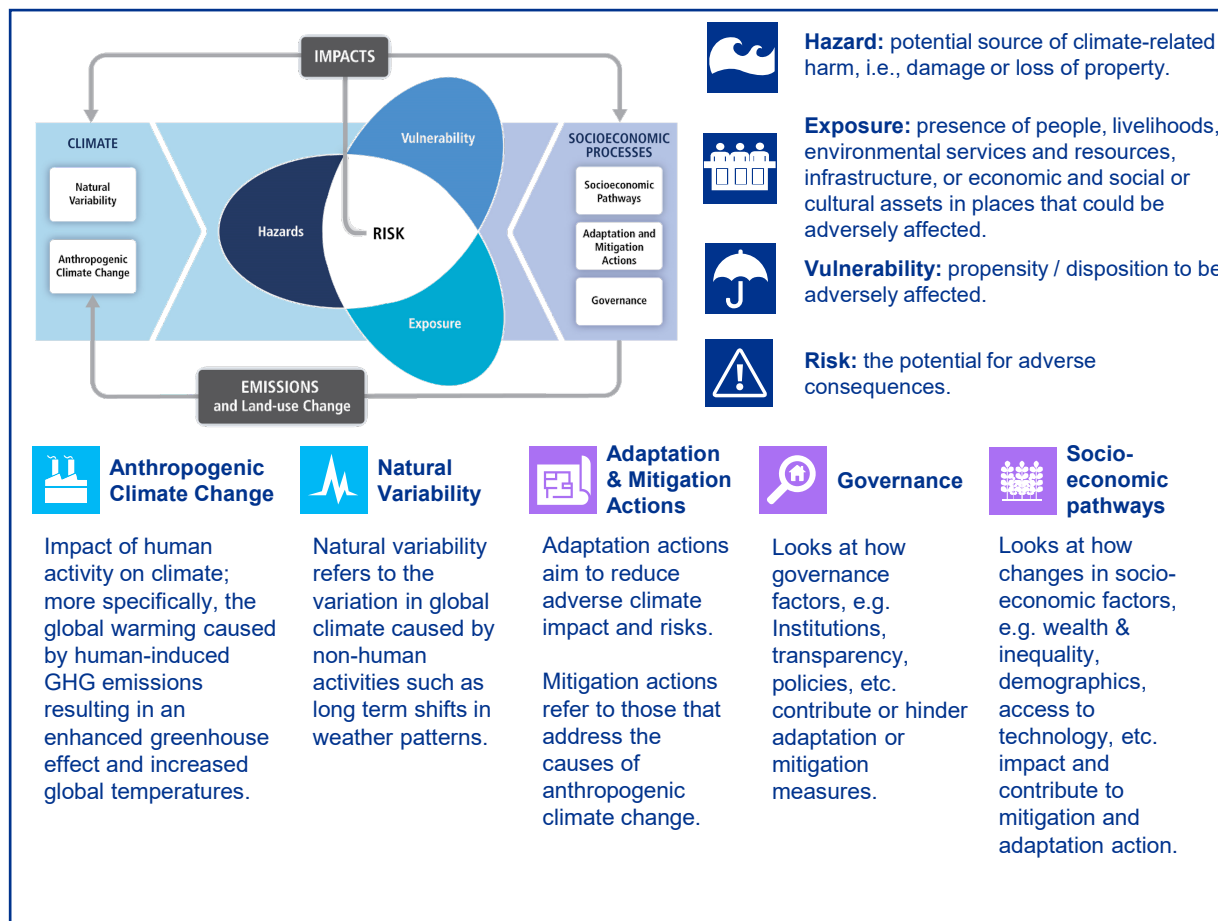 IMPACTS
CLIMATE
Natural
Variability
Anthropogenic
Climate Change
Vulnerability
Hazards
RISK
Exposure
SOCIOECONOMIC
PROCESSES
Socioeconomic
Pathways
Adaptation and
Mitigation
Actions
Governance
EMISSIONS
and Land-use Change
Hazard: potential source of climate-related
harm, i.e., damage or loss of property.
Exposure: presence of people, livelihoods,
environmental services and resources,
infrastructure, or economic and social or
cultural assets in places that could be
adversely affected.
Vulnerability: propensity / disposition to be
adversely affected.
Risk: the potential for adverse
consequences.
Anthropogenic
Climate Change
Impact of human
activity on climate;
more specifically, the
global warming caused
by human-induced
GHG emissions
resulting in an
enhanced greenhouse
effect and increased
global temperatures.
Natural
Variability
Natural variability
refers to the
variation in global
climate caused by
non-human
activities such as
long term shifts in
weather patterns.
Adaptation
& Mitigation
Actions
Adaptation actions
aim to reduce
adverse climate
impact and risks.
Mitigation actions
refer to those that
address the
causes of
anthropogenic
climate change.
Governance
Looks at how
governance
factors, e.g.
Institutions,
transparency,
policies, etc.
contribute or hinder
adaptation or
mitigation
measures.
Socio-
economic
pathways
Looks at how
changes in socio-
economic factors,
e.g. wealth &
inequality,
demographics,
access to
technology, etc.
impact and
contribute to
mitigation and
adaptation action.